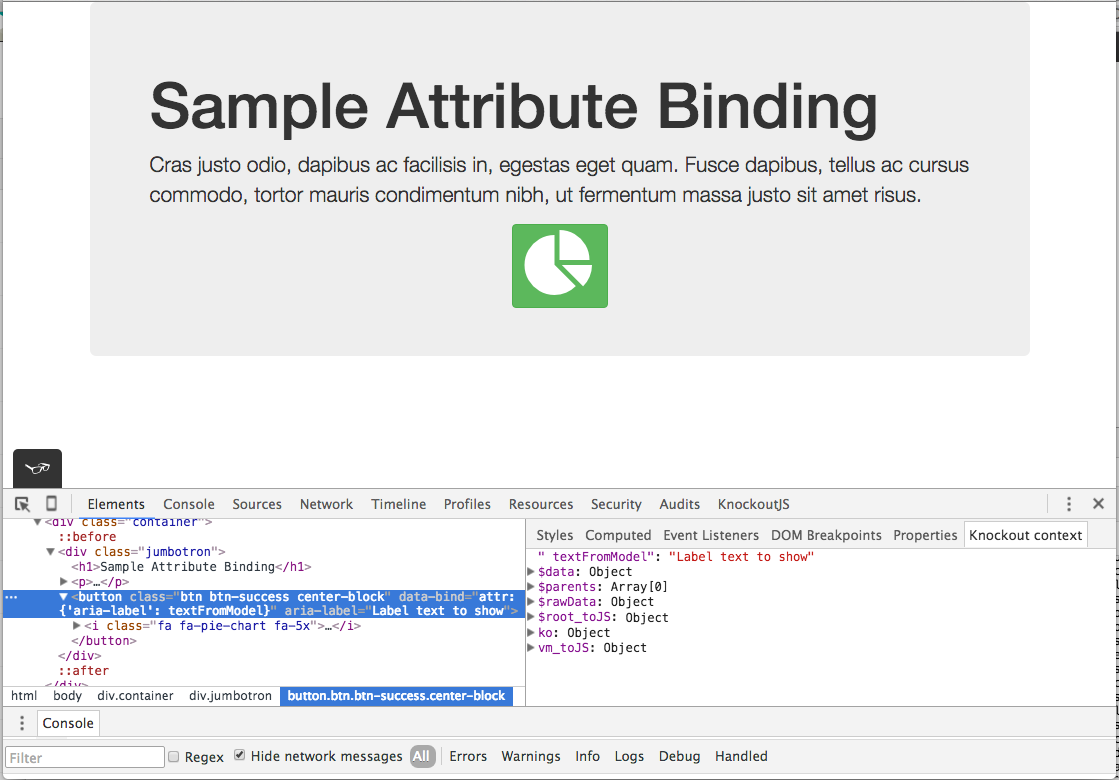 Sample Attribute Binding
Cras justo odio, dapibus ac facilisis in, egestas eget quam. Fusce dapibus, tellus ac cursus
commodo, tortor mauris condimentum nibh, ut fermentum massa justo sit amet risus.
Elements Console Sources Network Timeline Profiles Resources Security Audits KnockoutJS
<div class="container">
::before
<div class="jumbotron">
<h1>Sample Attribute Binding</h1>
<p>…</p>
<button class="btn btn-success center-block" data-bind="attr:
{'aria-label': textFromModel}" aria-label="Label text to show">
<i class="fa fa-pie-chart fa-5x">…</i>
</button>
</div>
::after
</div>
html body div.container div.jumbotron button.btn.btn-success.center-block
Styles Computed Event Listeners DOM Breakpoints Properties Knockout context
" textFromModel": "Label text to show"
$data: Object
$parents: Array[0]
$rawData: Object
$root_toJS: Object
ko: Object
vm_toJS: Object
Console
Filter Regex Hide network messages All Errors Warnings Info Logs Debug Handled